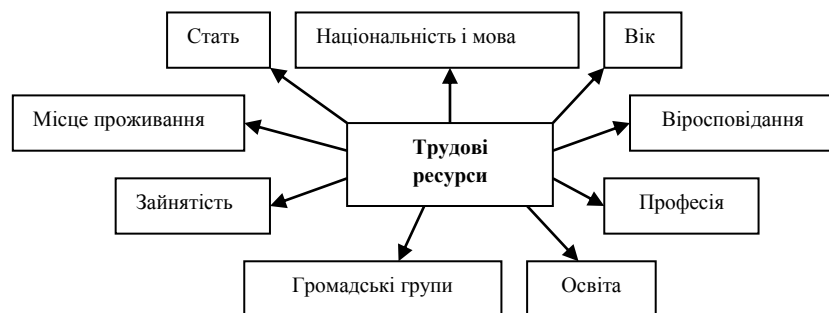 Стать
Національність і мова
Вік
Місце проживання
Трудові
ресурси
Віросповідання
Зайнятість
Професія
Громадські групи
Освіта